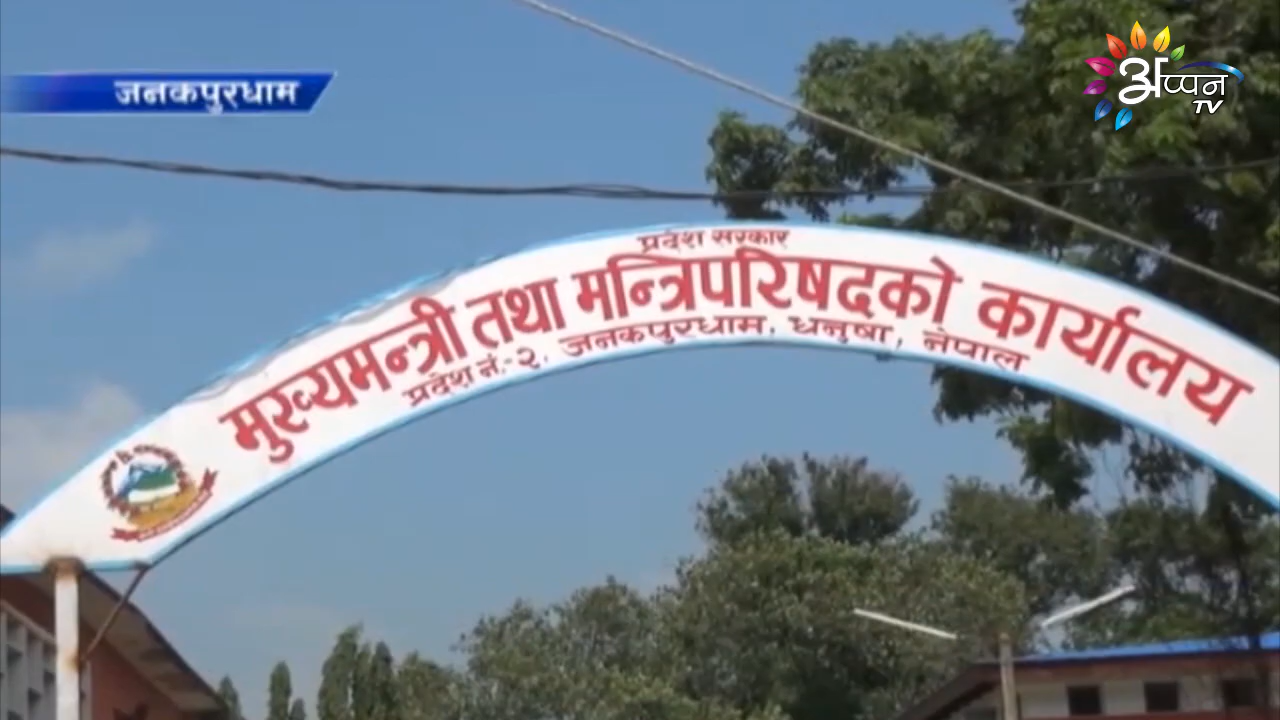 जनकपुरधाम
अप्पन
TV
प्रदेश सरकार
मुख्यमन्त्री तथा मन्त्रिपरिषदको कार्यालय
प्रदेश नं.-२, जनकपुरधाम, धनुषा, नेपाल